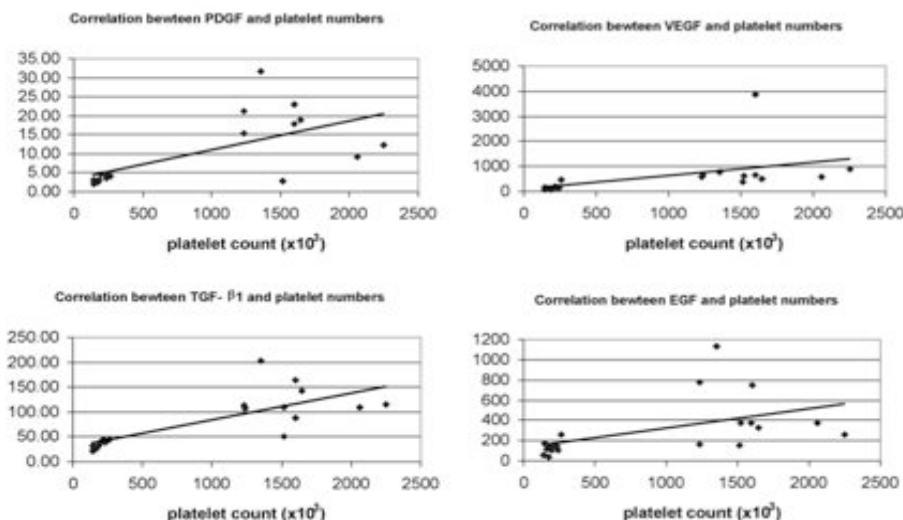 Correlation bewteen PDGF and platelet numbers
35.00
30.00
25.00
20.00
15.00
10.00
5.00
0.00
0 500 1000 1500 2000 2500
platelet count (x10³)
Correlation bewteen VEGF and platelet numbers
5000
4000
3000
2000
1000
0
0 500 1000 1500 2000 2500
platelet count (x10³)
Correlation bewteen TGF- β1 and platelet numbers
250.00
200.00
150.00
100.00
50.00
0.00
0 500 1000 1500 2000 2500
platelet count (x10³)
Correlation bewteen EGF and platelet numbers
1200
1000
800
600
400
200
0
0 500 1000 1500 2000 2500
platelet count (x10³)